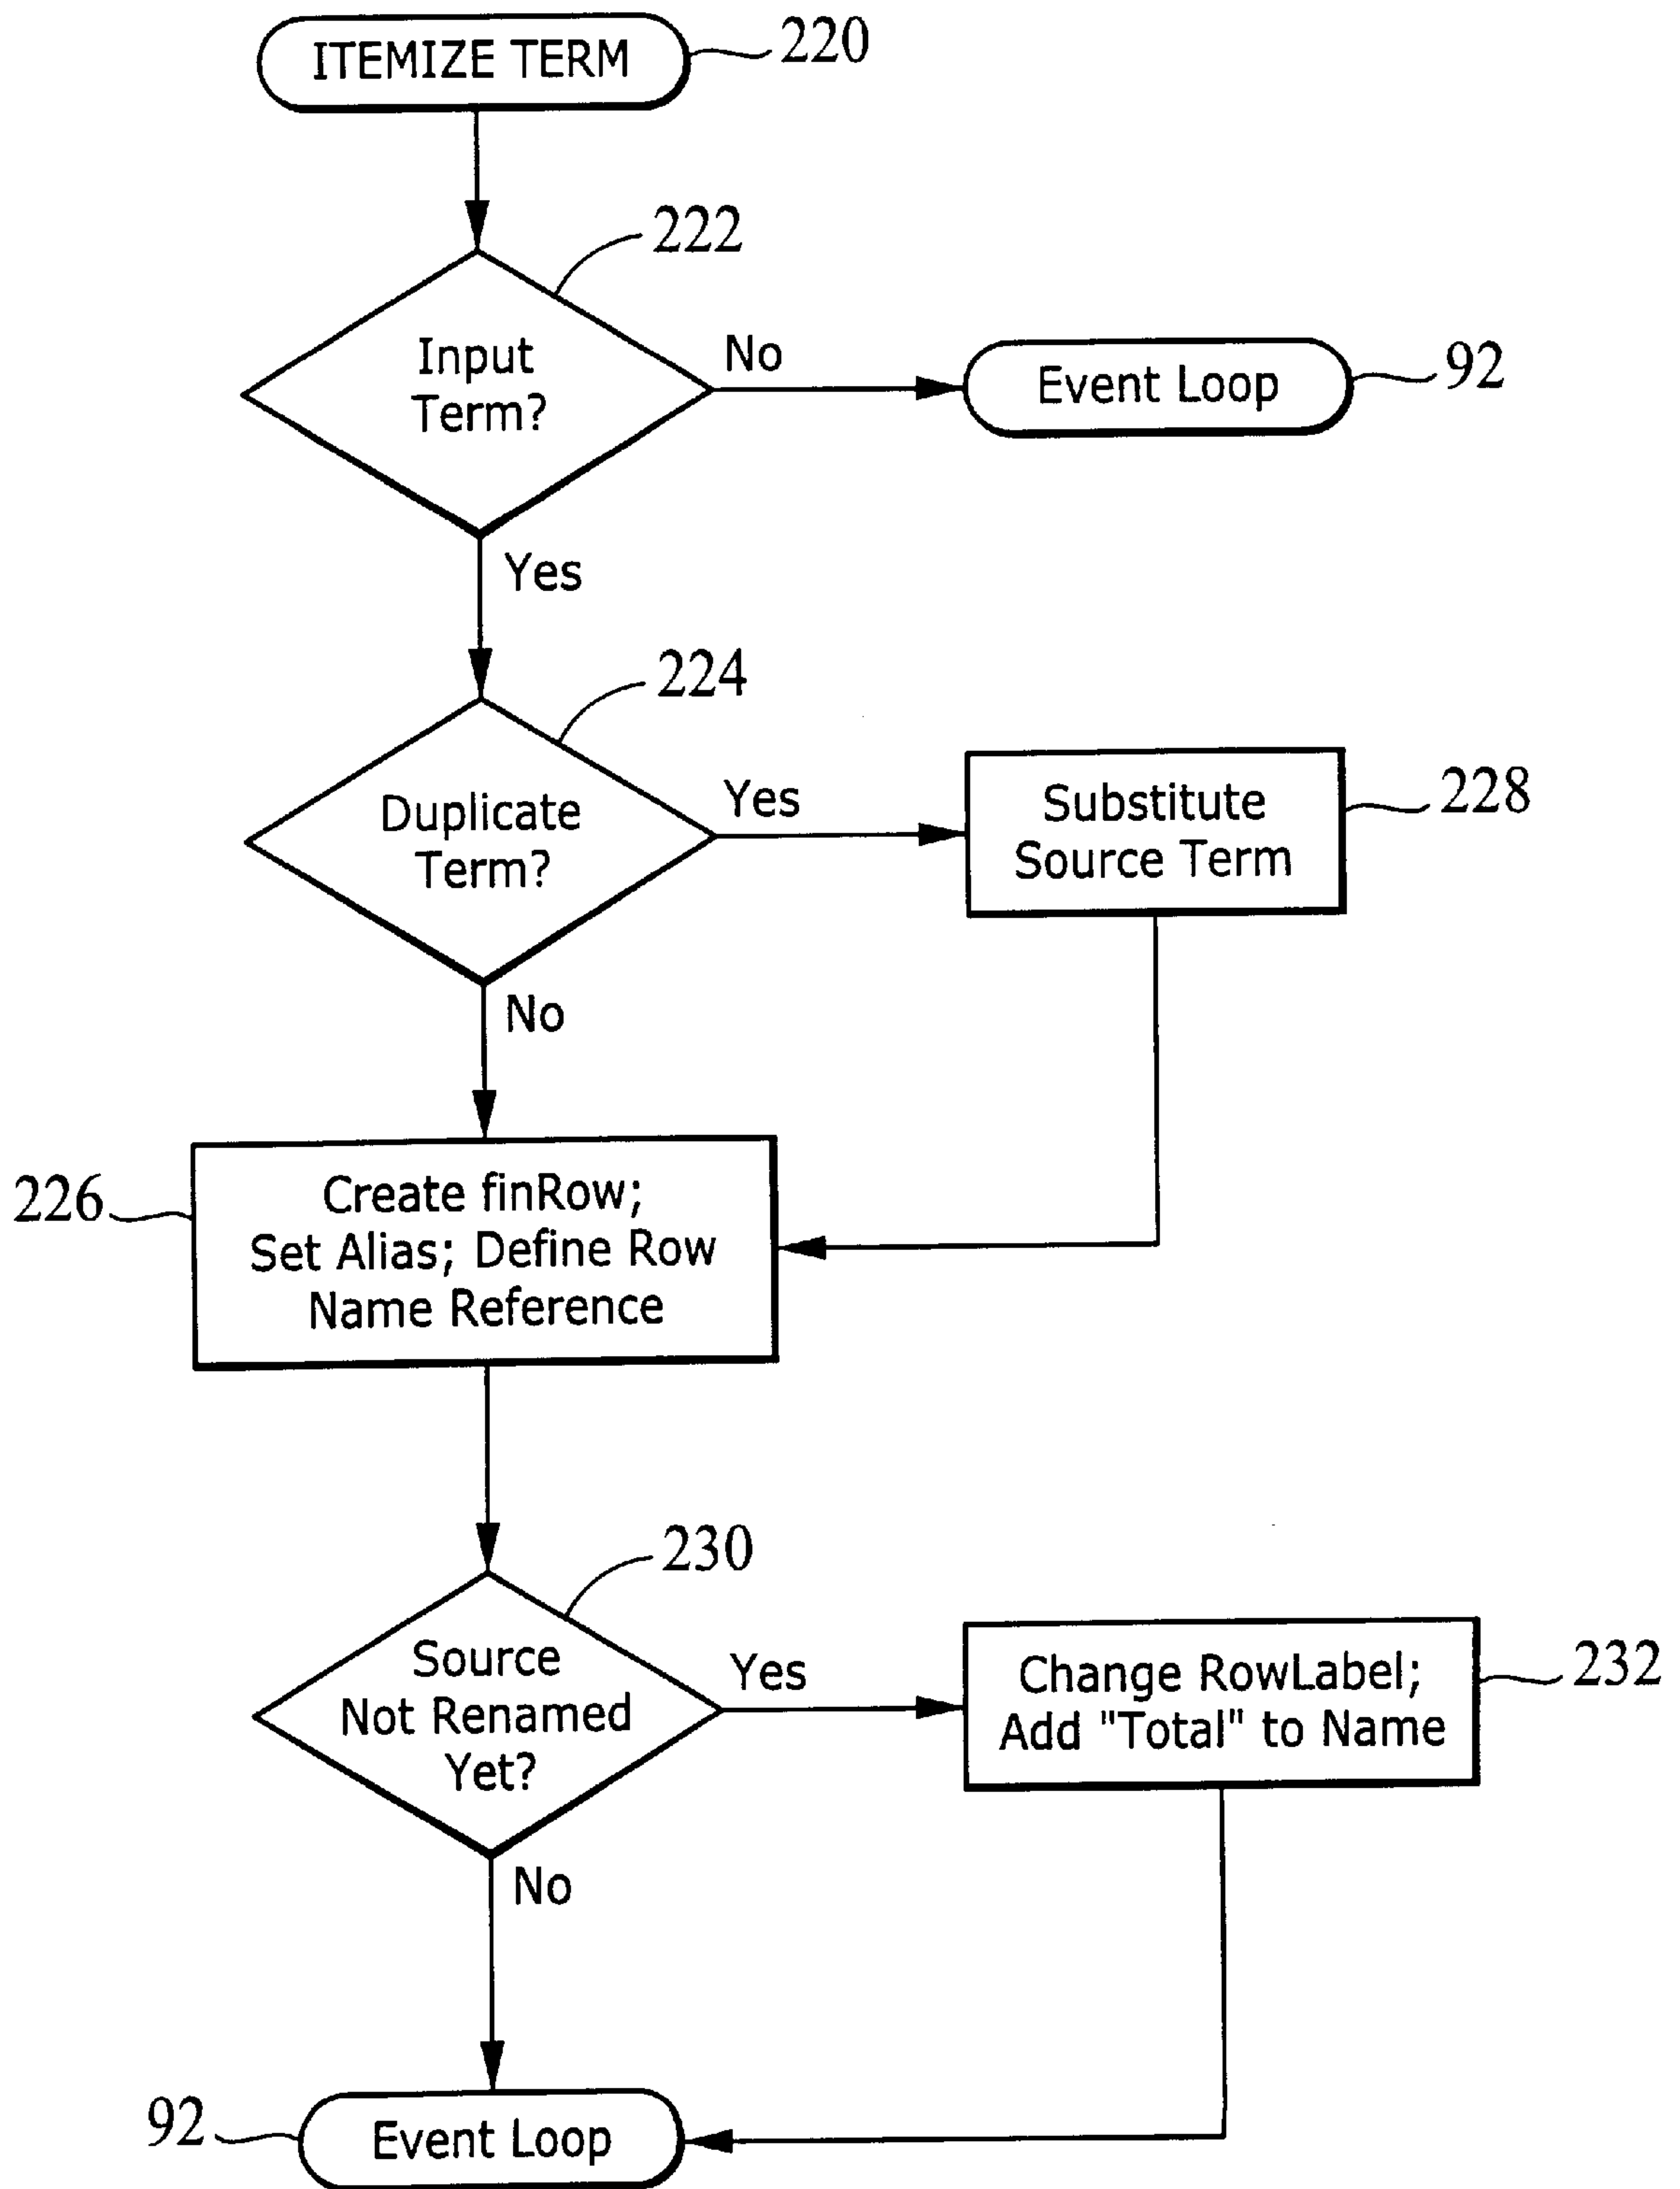 ITEMIZE TERM
220
222
Input
Term?
No
Event Loop
92
Yes
224
Duplicate
Term?
Yes
Substitute
Source Term
228
No
226
Create finRow;
Set Alias; Define Row
Name Reference
230
Source
Not Renamed
Yet?
Yes
Change RowLabel;
Add "Total" to Name
232
No
92
Event Loop